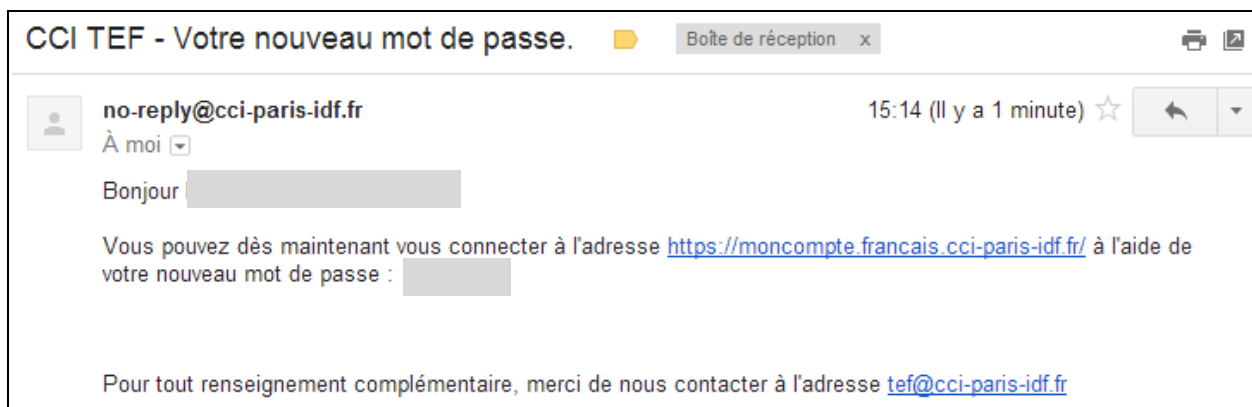 CCI TEF - Votre nouveau mot de passe.
Boîte de réception x
no-reply@cci-paris-idf.fr
15:14 (Il y a 1 minute)
À moi
Bonjour
Vous pouvez dès maintenant vous connecter à l'adresse https://moncompte.francais.cci-paris-idf.fr/ à l'aide de
votre nouveau mot de passe :
Pour tout renseignement complémentaire, merci de nous contacter à l'adresse tef@cci-paris-idf.fr